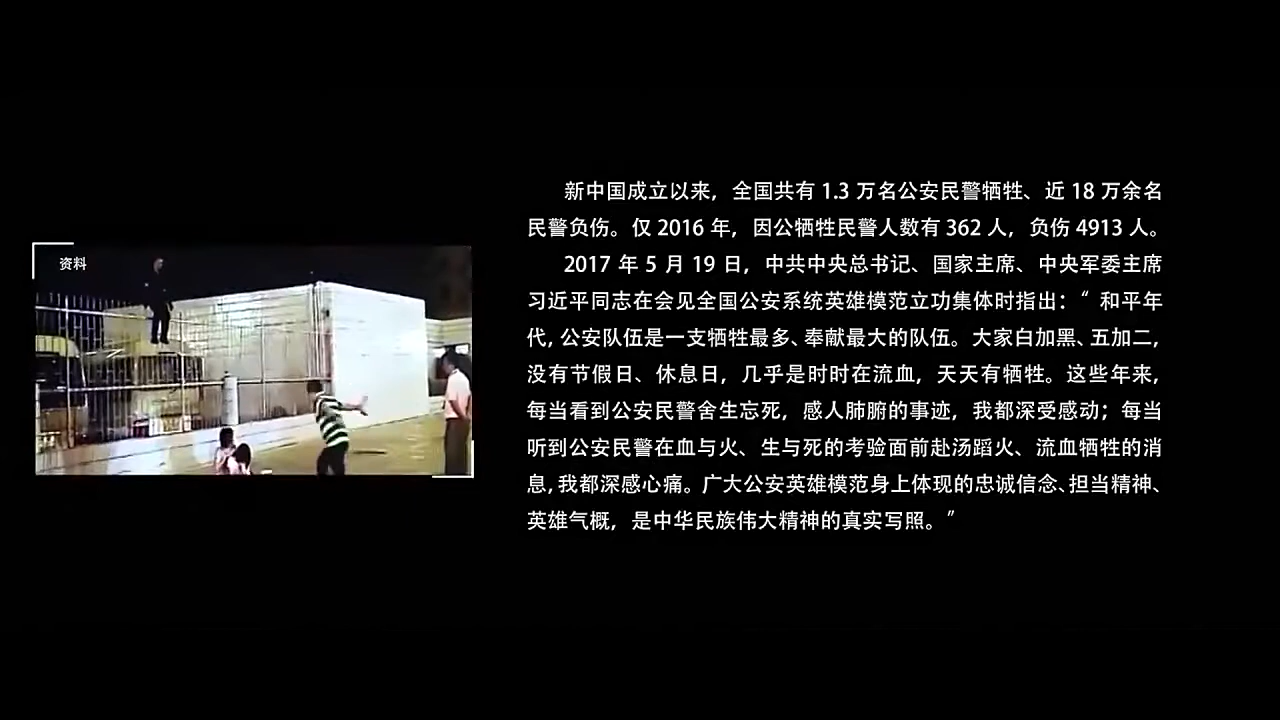 资料
新中国成立以来，全国共有 1.3 万名公安民警牺牲、近 18 万余名
民警负伤。仅 2016 年，因公牺牲民警人数有 362 人，负伤 4913 人。
2017 年 5 月 19 日，中共中央总书记、国家主席、中央军委主席
习近平同志在会见全国公安系统英雄模范立功集体时指出：“ 和平年
代，公安队伍是一支牺牲最多、奉献最大的队伍。大家白加黑、五加二，
没有节假日、休息日，几乎是时时在流血，天天有牺牲。这些年来，
每当看到公安民警舍生忘死，感人肺腑的事迹，我都深受感动；每当
听到公安民警在血与火、生与死的考验面前赴汤蹈火、流血牺牲的消
息，我都深感心痛。广大公安英雄模范身上体现的忠诚信念、担当精神、
英雄气概，是中华民族伟大精神的真实写照。”